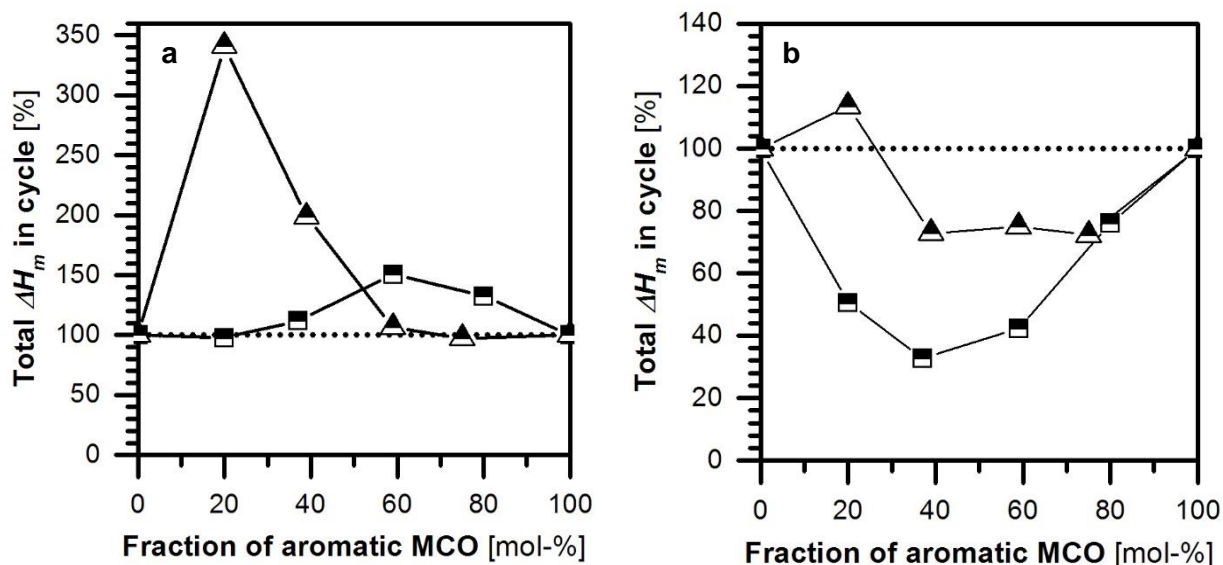 a
350
300
250
200
150
100
50
0
Total ΔHm in cycle [%]
0 20 40 60 80 100
Fraction of aromatic MCO [mol-%]
b
140
120
100
80
60
40
20
0
Total ΔHm in cycle [%]
0 20 40 60 80 100
Fraction of aromatic MCO [mol-%]